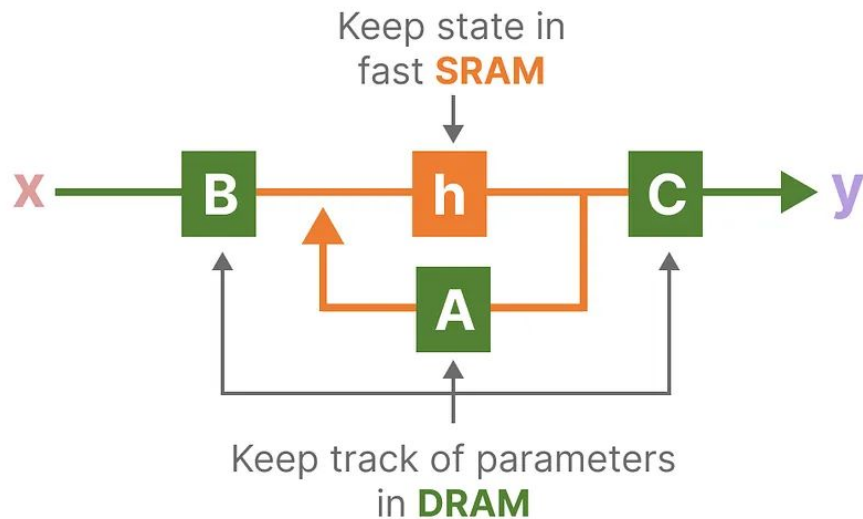 Keep state in
fast SRAM
x
B
h
C
y
A
Keep track of parameters
in DRAM